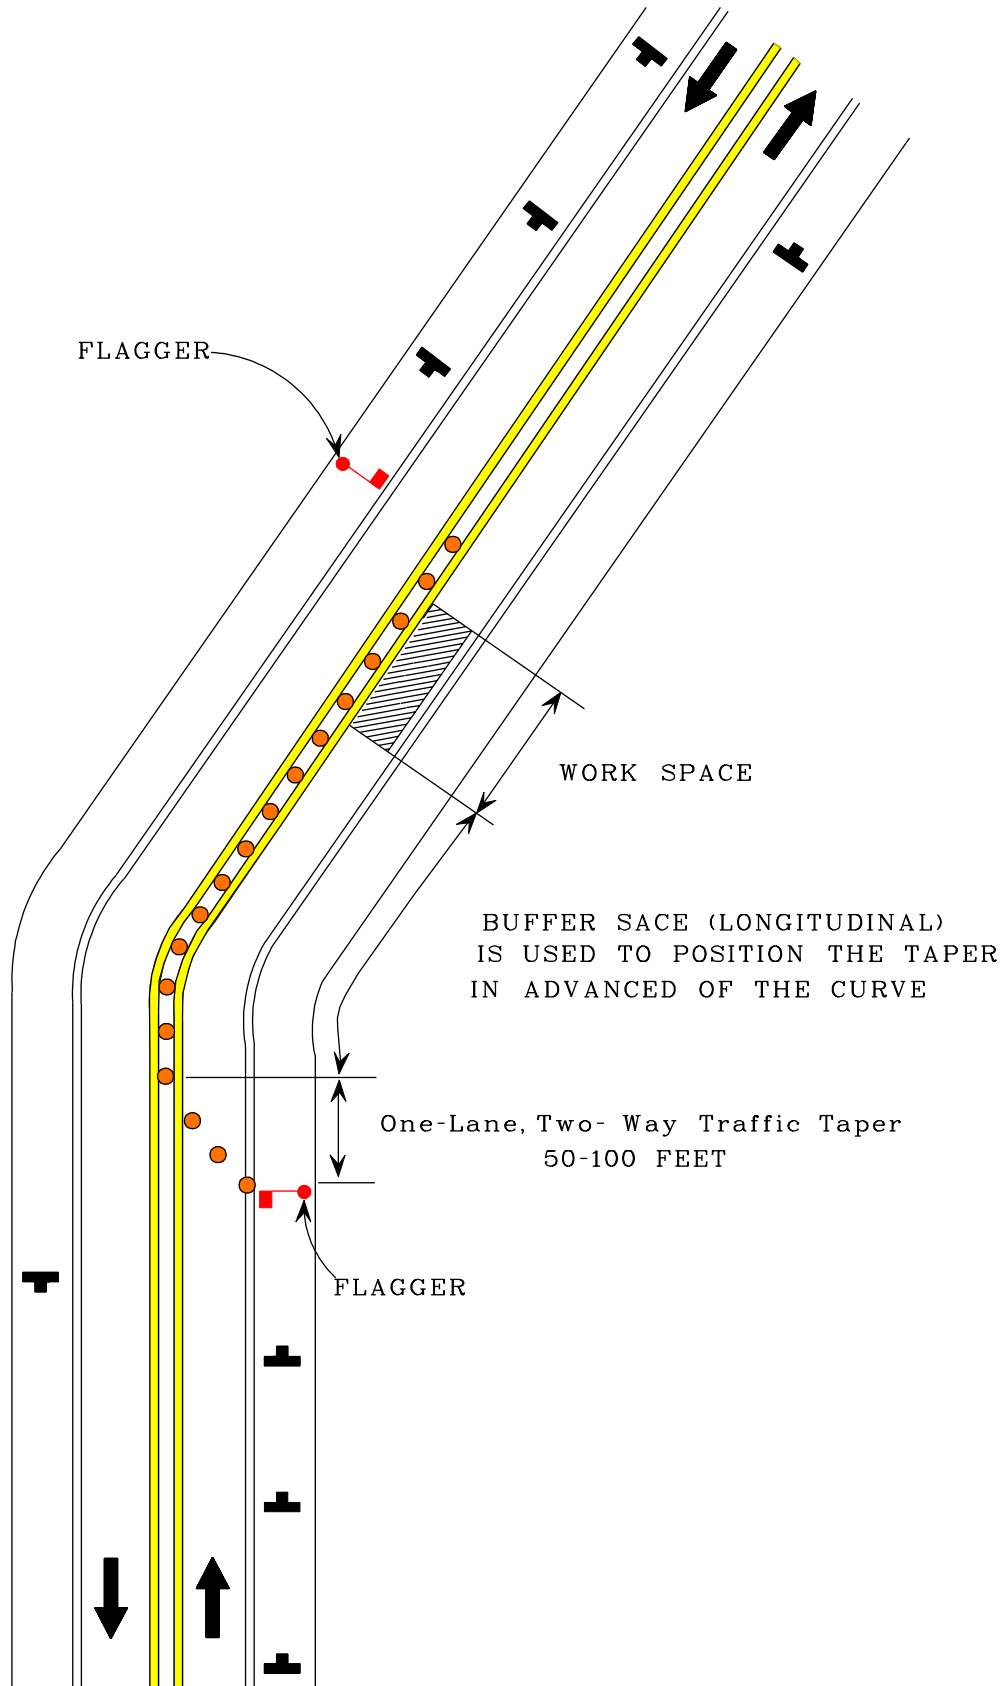 FLAGGER
WORK SPACE
BUFFER SACE (LONGITUDINAL)
IS USED TO POSITION THE TAPER
IN ADVANCED OF THE CURVE
One-Lane, Two- Way Traffic Taper
50-100 FEET
FLAGGER